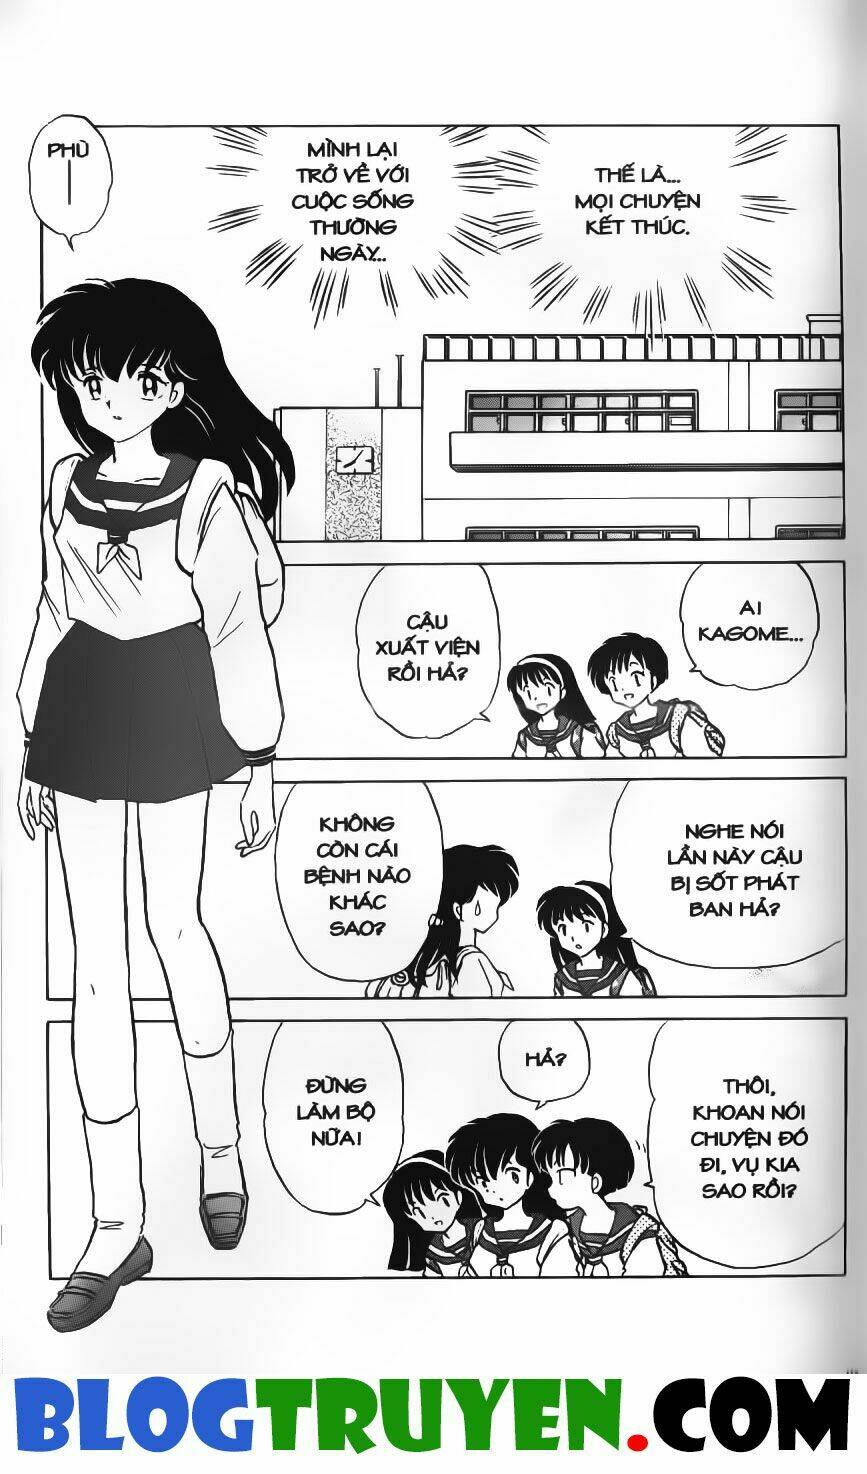 THẾ LÀ...
MỌI CHUYỆN
KẾT THÚC.
MÌNH LẠI
TRỞ VỀ VỚI
CUỘC SỐNG
THƯỜNG
NGÀY...
PHÙ
—
AI
KAGOME...
CẬU
XUẤT VIỆN
RỒI HẢ?
NGHE NÓI
LẦN NÀY CẬU
BỊ SỐT PHÁT
BAN HẢ?
KHÔNG
CÒN CÁI
BỆNH NÀO
KHÁC
SAO?
THÔI,
KHOAN NÓI
CHUYỆN ĐÓ
ĐI, VỤ KIA
SAO RỒI?
HẢ?
ĐỪNG
LÀM BỘ
NỮA!
BLOGTRUYEN.COM